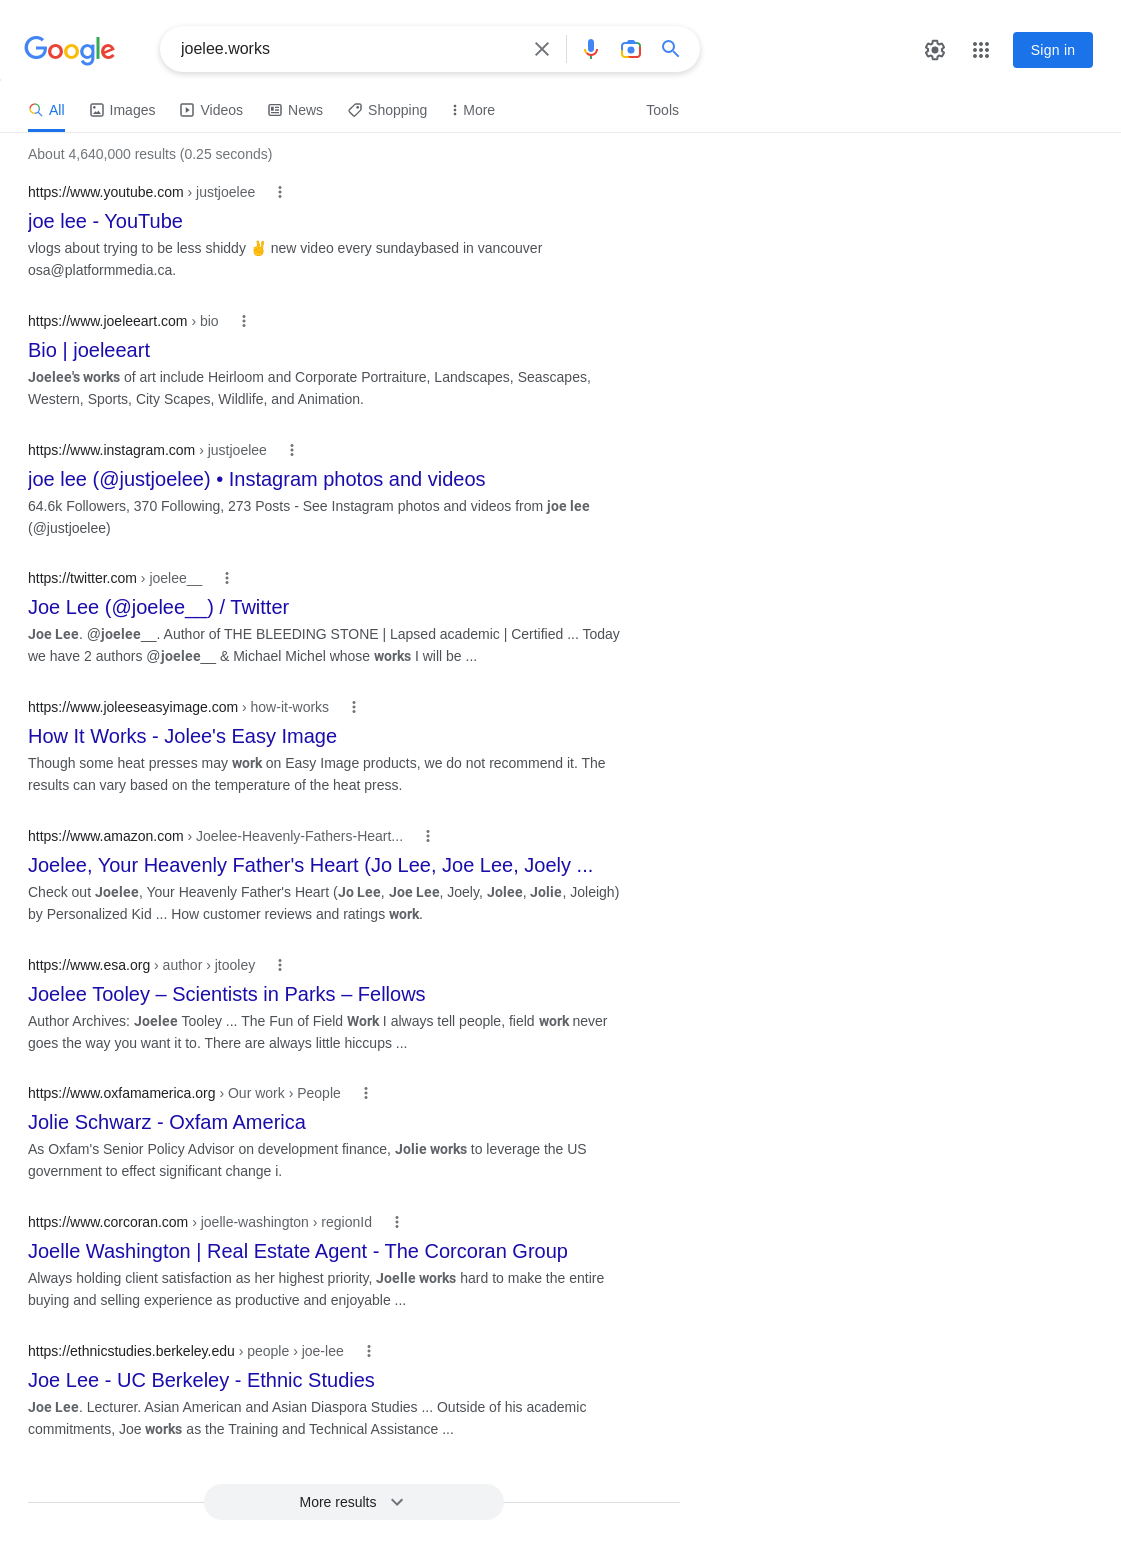 Google
joelee.works
Sign in
All
Images
Videos
News
Shopping
More
Tools
About 4,640,000 results (0.25 seconds)
https://www.youtube.com › justjoelee
joe lee - YouTube
vlogs about trying to be less shiddy ✌ new video every sundaybased in vancouver
osa@platformmedia.ca.
https://www.joeleeart.com › bio
Bio | joeleeart
Joelee's works of art include Heirloom and Corporate Portraiture, Landscapes, Seascapes,
Western, Sports, City Scapes, Wildlife, and Animation.
https://www.instagram.com › justjoelee
joe lee (@justjoelee) • Instagram photos and videos
64.6k Followers, 370 Following, 273 Posts - See Instagram photos and videos from joe lee
(@justjoelee)
https://twitter.com › joelee__
Joe Lee (@joelee__) / Twitter
Joe Lee. @joelee__. Author of THE BLEEDING STONE | Lapsed academic | Certified ... Today
we have 2 authors @joelee__ & Michael Michel whose works I will be ...
https://www.joleeseasyimage.com › how-it-works
How It Works - Jolee's Easy Image
Though some heat presses may work on Easy Image products, we do not recommend it. The
results can vary based on the temperature of the heat press.
https://www.amazon.com › Joelee-Heavenly-Fathers-Heart...
Joelee, Your Heavenly Father's Heart (Jo Lee, Joe Lee, Joely ...
Check out Joelee, Your Heavenly Father's Heart (Jo Lee, Joe Lee, Joely, Jolee, Jolie, Joleigh)
by Personalized Kid ... How customer reviews and ratings work.
https://www.esa.org › author › jtooley
Joelee Tooley – Scientists in Parks – Fellows
Author Archives: Joelee Tooley ... The Fun of Field Work I always tell people, field work never
goes the way you want it to. There are always little hiccups ...
https://www.oxfamamerica.org › Our work › People
Jolie Schwarz - Oxfam America
As Oxfam's Senior Policy Advisor on development finance, Jolie works to leverage the US
government to effect significant change i.
https://www.corcoran.com › joelle-washington › regionId
Joelle Washington | Real Estate Agent - The Corcoran Group
Always holding client satisfaction as her highest priority, Joelle works hard to make the entire
buying and selling experience as productive and enjoyable ...
https://ethnicstudies.berkeley.edu › people › joe-lee
Joe Lee - UC Berkeley - Ethnic Studies
Joe Lee. Lecturer. Asian American and Asian Diaspora Studies ... Outside of his academic
commitments, Joe works as the Training and Technical Assistance ...
More results